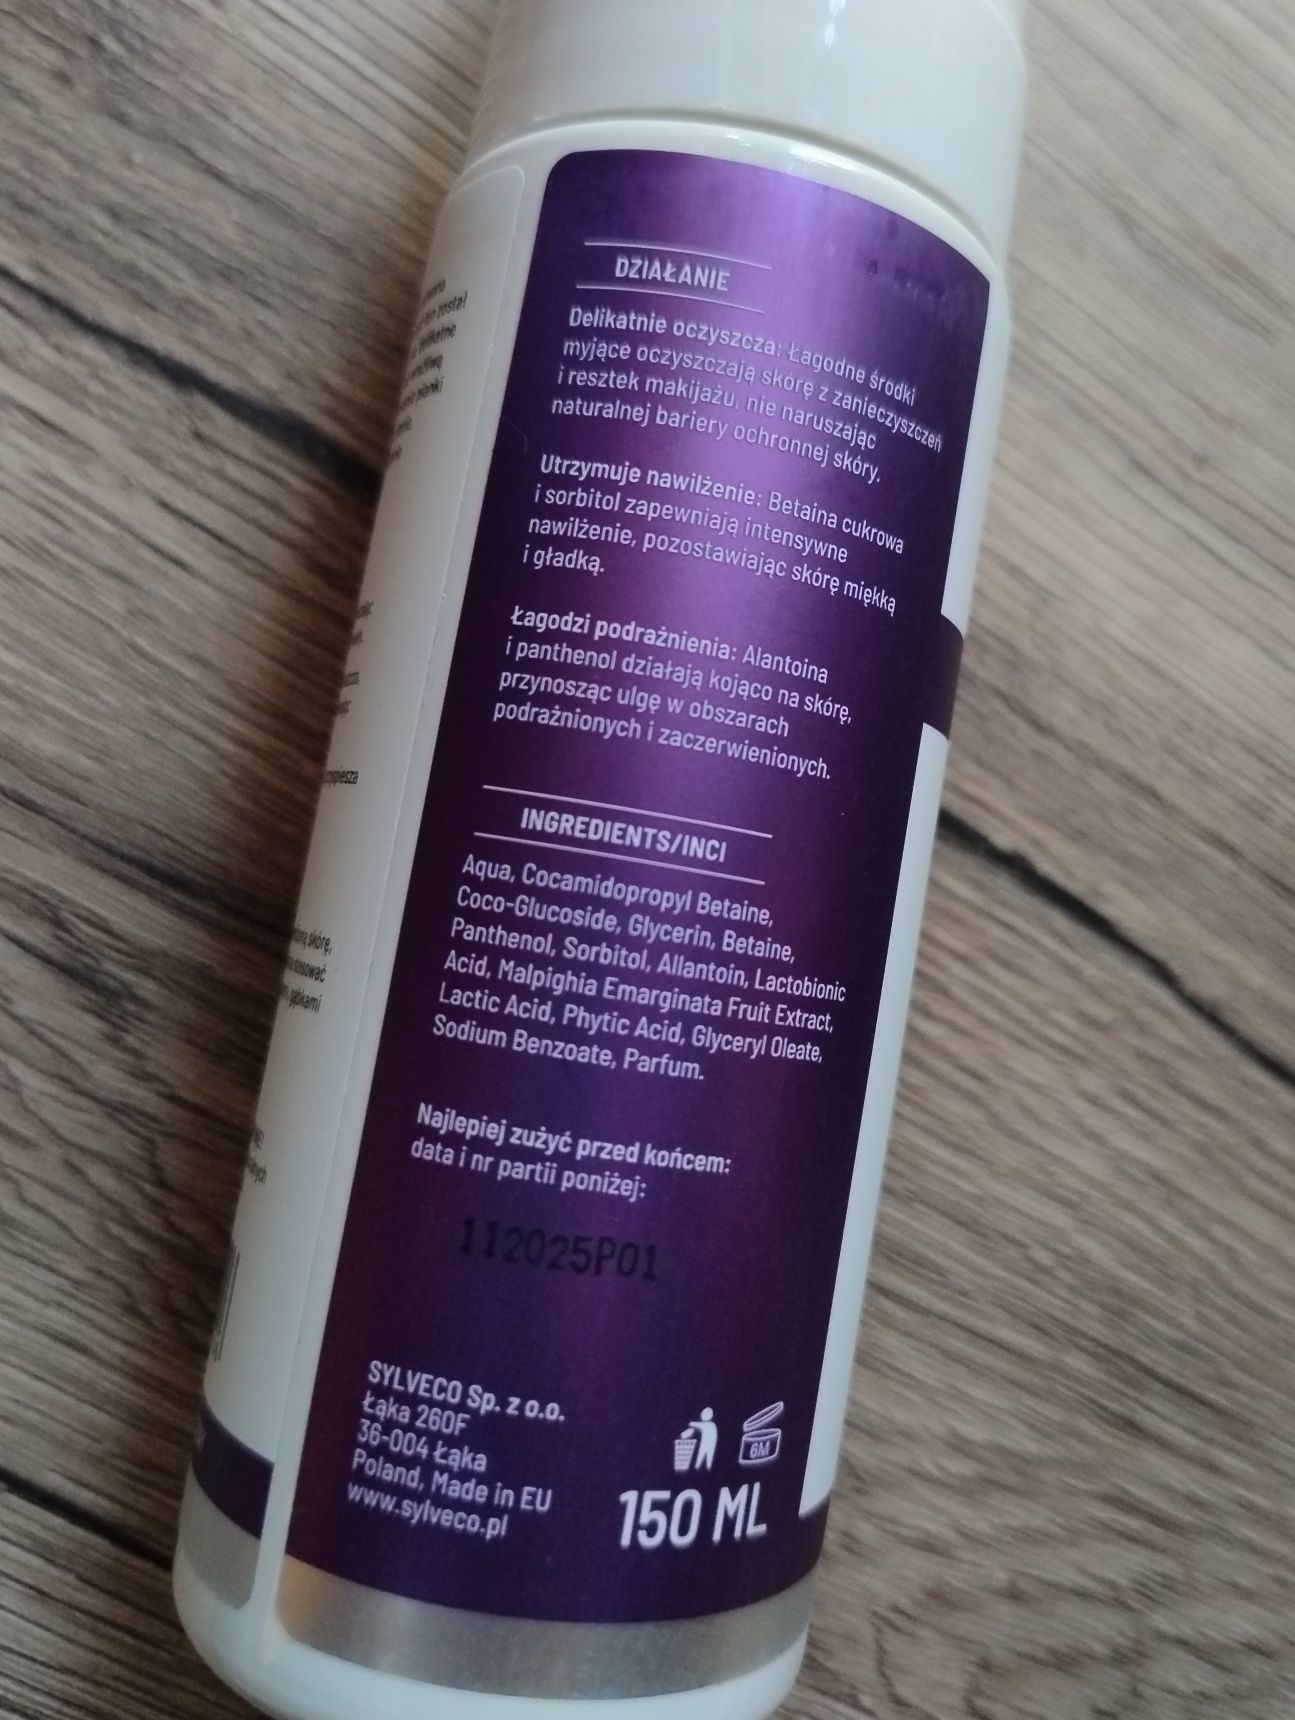 DZIAŁANIE
Delikatnie oczyszcza: Łagodne środki
myjące oczyszczają skórę z zanieczyszczeń
i resztek makijażu, nie naruszając
naturalnej bariery ochronnej skóry.
Utrzymuje nawilżenie: Betaina cukrowa
i sorbitol zapewniają intensywne
nawilżenie, pozostawiając skórę miękką
i gładką.
Łagodzi podrażnienia: Alantoina
i panthenol działają kojąco na skórę,
przynosząc ulgę w obszarach
podrażnionych i zaczerwienionych.
INGREDIENTS/INCI
Aqua, Cocamidopropyl Betaine,
Coco-Glucoside, Glycerin, Betaine,
Panthenol, Sorbitol, Allantoin, Lactobionic
Acid, Malpighia Emarginata Fruit Extract,
Lactic Acid, Phytic Acid, Glyceryl Oleate,
Sodium Benzoate, Parfum.
Najlepiej zużyć przed końcem:
data i nr partii poniżej:
112025P01
SYLVECO Sp. z o.o.
Łąka 260F
36-004 Łąka
Poland, Made in EU
www.sylveco.pl
6M
150 ML
został
pianki
skórę,
stosować
gąbkami